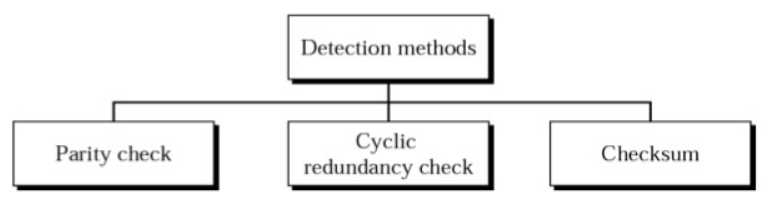 Detection methods
Parity check
Cyclic
redundancy check
Checksum